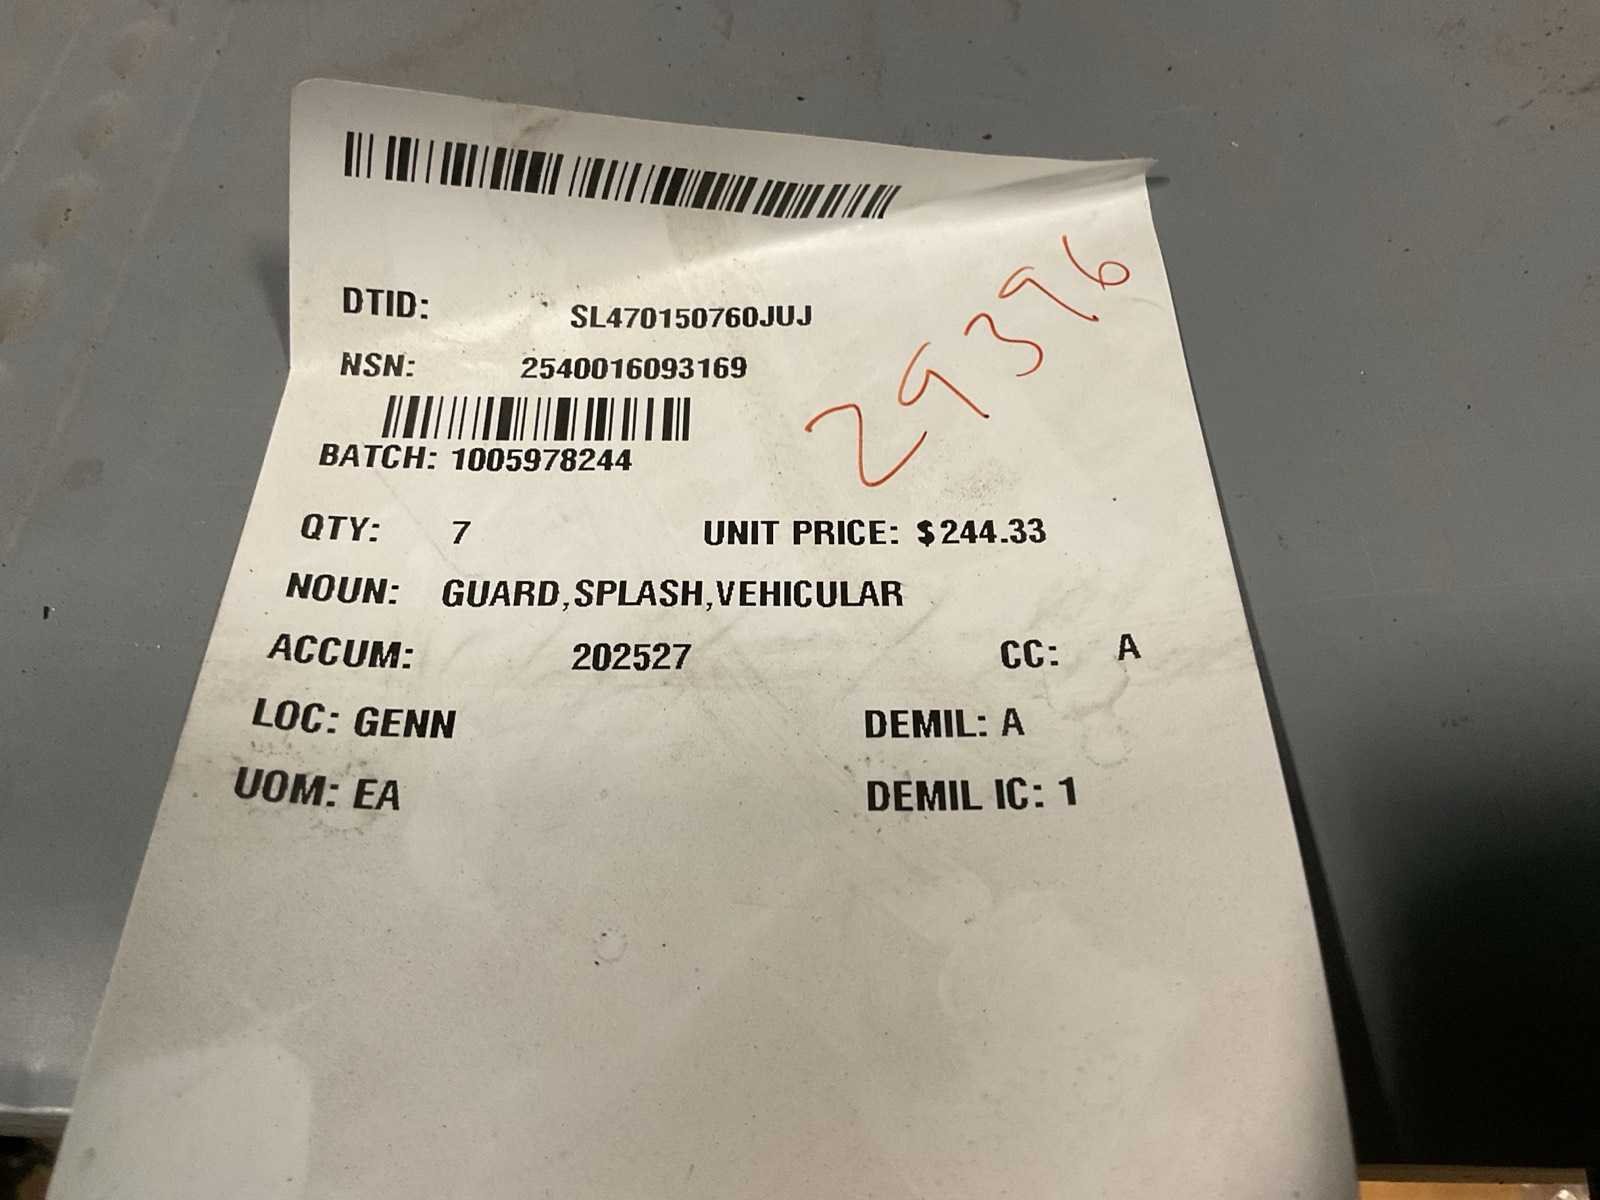 DTID: SL470150760JUJ
NSN: 2540016093169
29396
BATCH: 1005978244
QTY: 7 UNIT PRICE: $244.33
NOUN: GUARD,SPLASH,VEHICULAR
ACCUM: 202527 CC: A
LOC: GENN DEMIL: A
UOM: EA DEMIL IC: 1